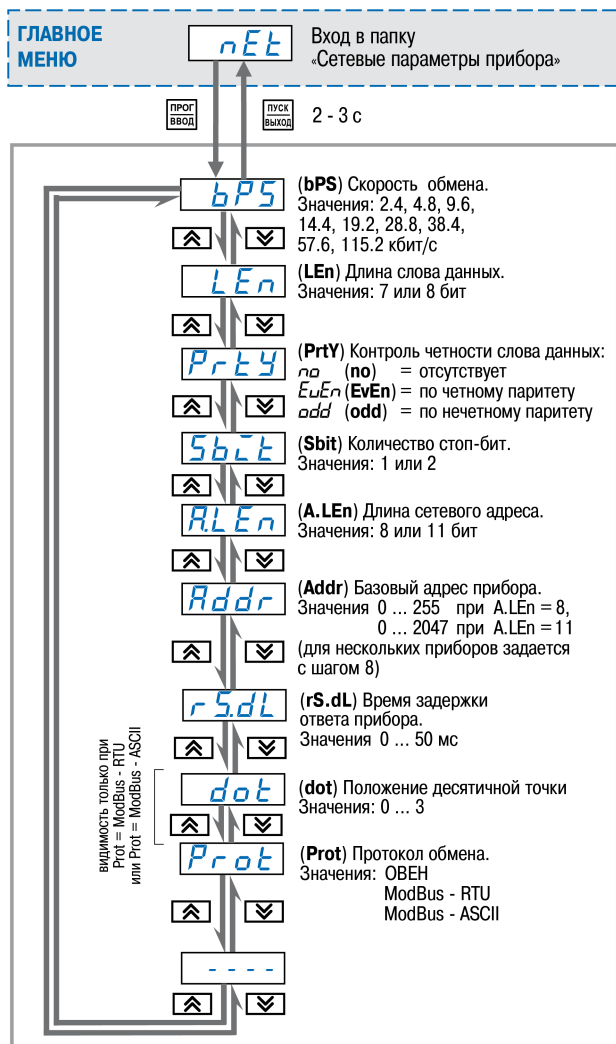 ГЛАВНОЕ
МЕНЮ
nEt
Вход в папку
«Сетевые параметры прибора»
ПРОГ
ВВОД
ПУСК
ВЫХОД
2 - 3 с
bPS
(bPS) Скорость обмена.
Значения: 2.4, 4.8, 9.6,
14.4, 19.2, 28.8, 38.4,
57.6, 115.2 кбит/с
LEn
(LEn) Длина слова данных.
Значения: 7 или 8 бит
PrtY
(PrtY) Контроль четности слова данных:
no (no) = отсутствует
EvEn (EvEn) = по четному паритету
odd (odd) = по нечетному паритету
Sbit
(Sbit) Количество стоп-бит.
Значения: 1 или 2
A.LEn
(A.LEn) Длина сетевого адреса.
Значения: 8 или 11 бит
Addr
(Addr) Базовый адрес прибора.
Значения 0 ... 255 при A.LEn = 8,
0 ... 2047 при A.LEn = 11
(для нескольких приборов задается
с шагом 8)
rS.dL
(rS.dL) Время задержки
ответа прибора.
Значения 0 ... 50 мс
видимость только при
Prot = ModBus - RTU
или Prot = ModBus - ASCII
dot
(dot) Положение десятичной точки
Значения: 0 ... 3
Prot
(Prot) Протокол обмена.
Значения: ОВЕН
ModBus - RTU
ModBus - ASCII
- - - -